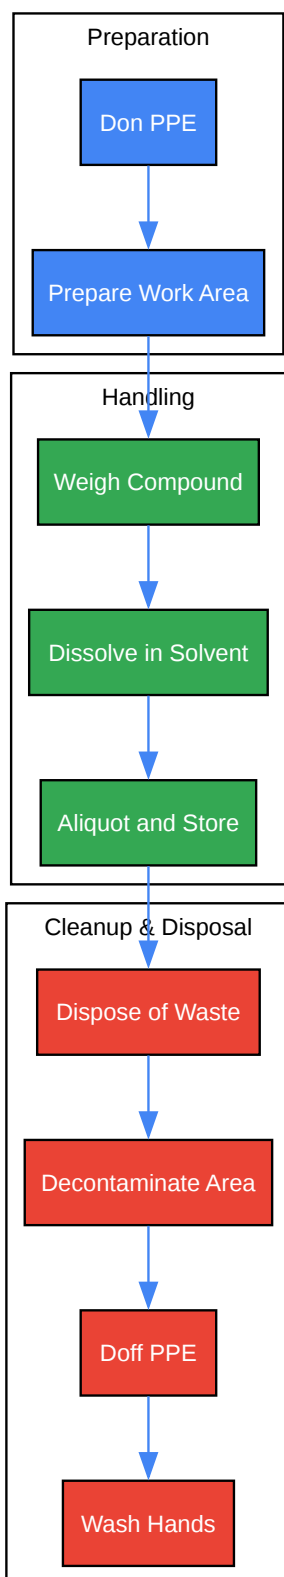 Preparation
Don PPE
Prepare Work Area
Handling
Weigh Compound
Dissolve in Solvent
Aliquot and Store
Cleanup & Disposal
Dispose of Waste
Decontaminate Area
Doff PPE
Wash Hands